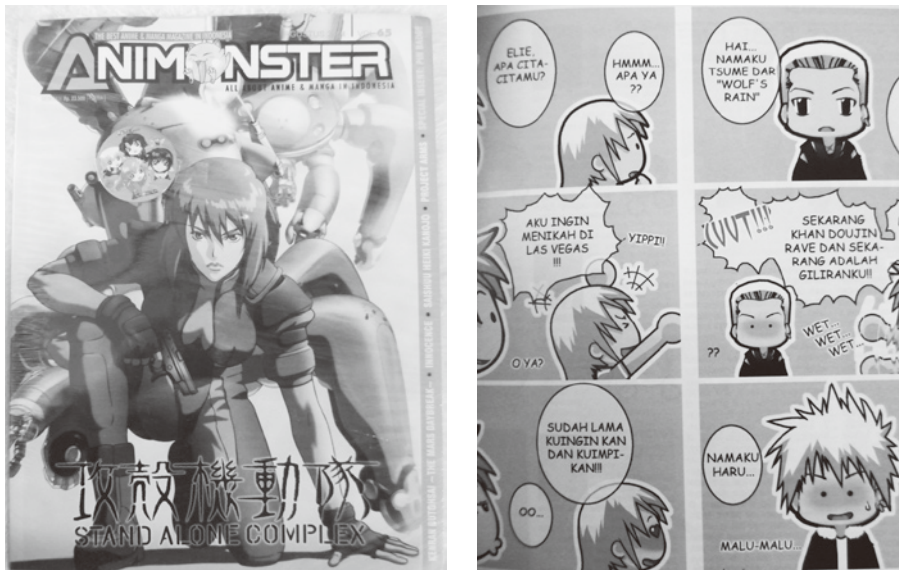 THE BEST ANIME & MANGA MAGAZINE IN INDONESIA
ANIMONSTER
ALL ABOUT ANIME & MANGA IN INDONESIA
攻殻機動隊
STAND ALONE COMPLEX
INNOCENCE
PROJECT ARMS
ELIE,
APA CITA-
CITAMU?
HMMM...
APA YA
??
AKU INGIN
MENIKAH DI
LAS VEGAS
!!!
YIPPI!!
O YA?
SUDAH LAMA
KUINGIN KAN
DAN KUIMPI-
KAN!!!
OO...
HAI...
NAMAKU
TSUME DAR
"WOLF'S
RAIN"
SEKARANG
KHAN DOUJIN
RAVE DAN SEKA-
RANG ADALAH
GILIRANKU!!
??
WET...
WET...
WET...
NAMAKU
HARU...
MALU-MALU...